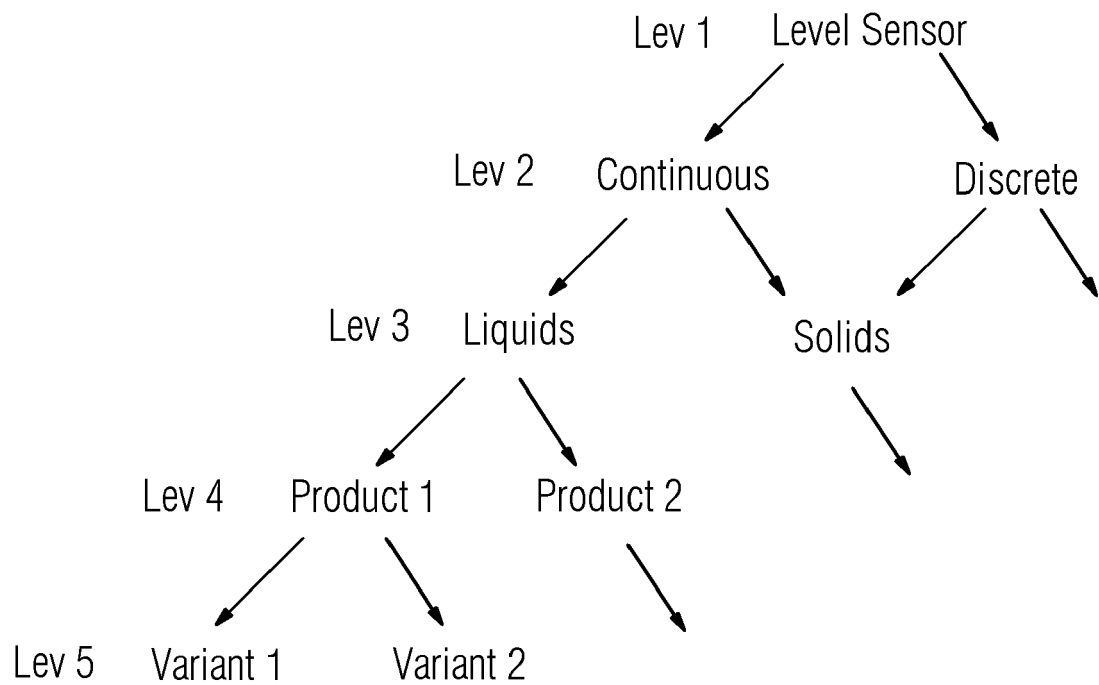 Lev 1 Level Sensor
Lev 2 Continuous Discrete
Lev 3 Liquids Solids
Lev 4 Product 1 Product 2
Lev 5 Variant 1 Variant 2